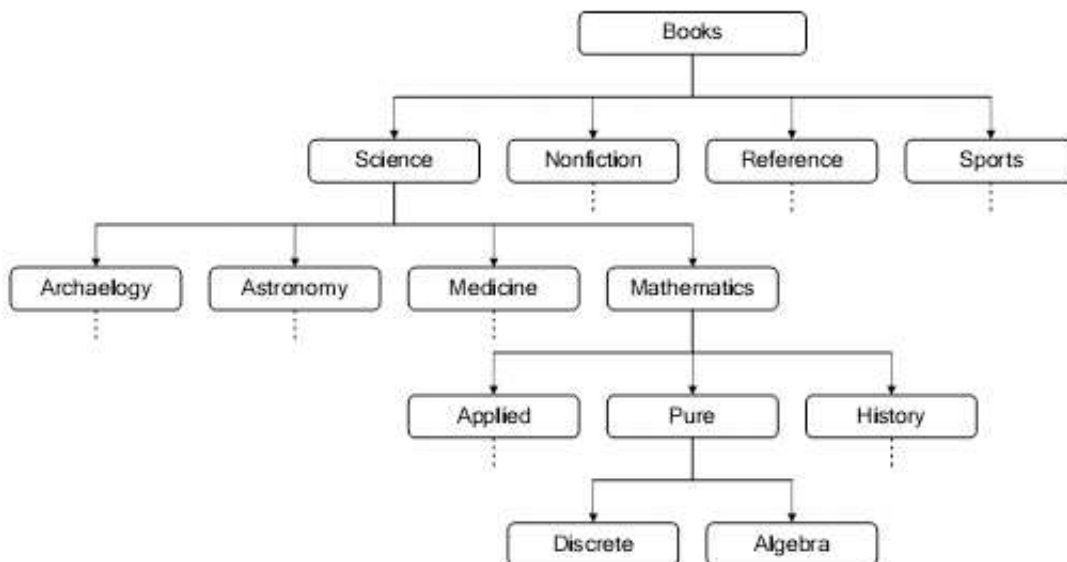 Books
Science Nonfiction Reference Sports
Archaelogy Astronomy Medicine Mathematics
Applied Pure History
Discrete Algebra